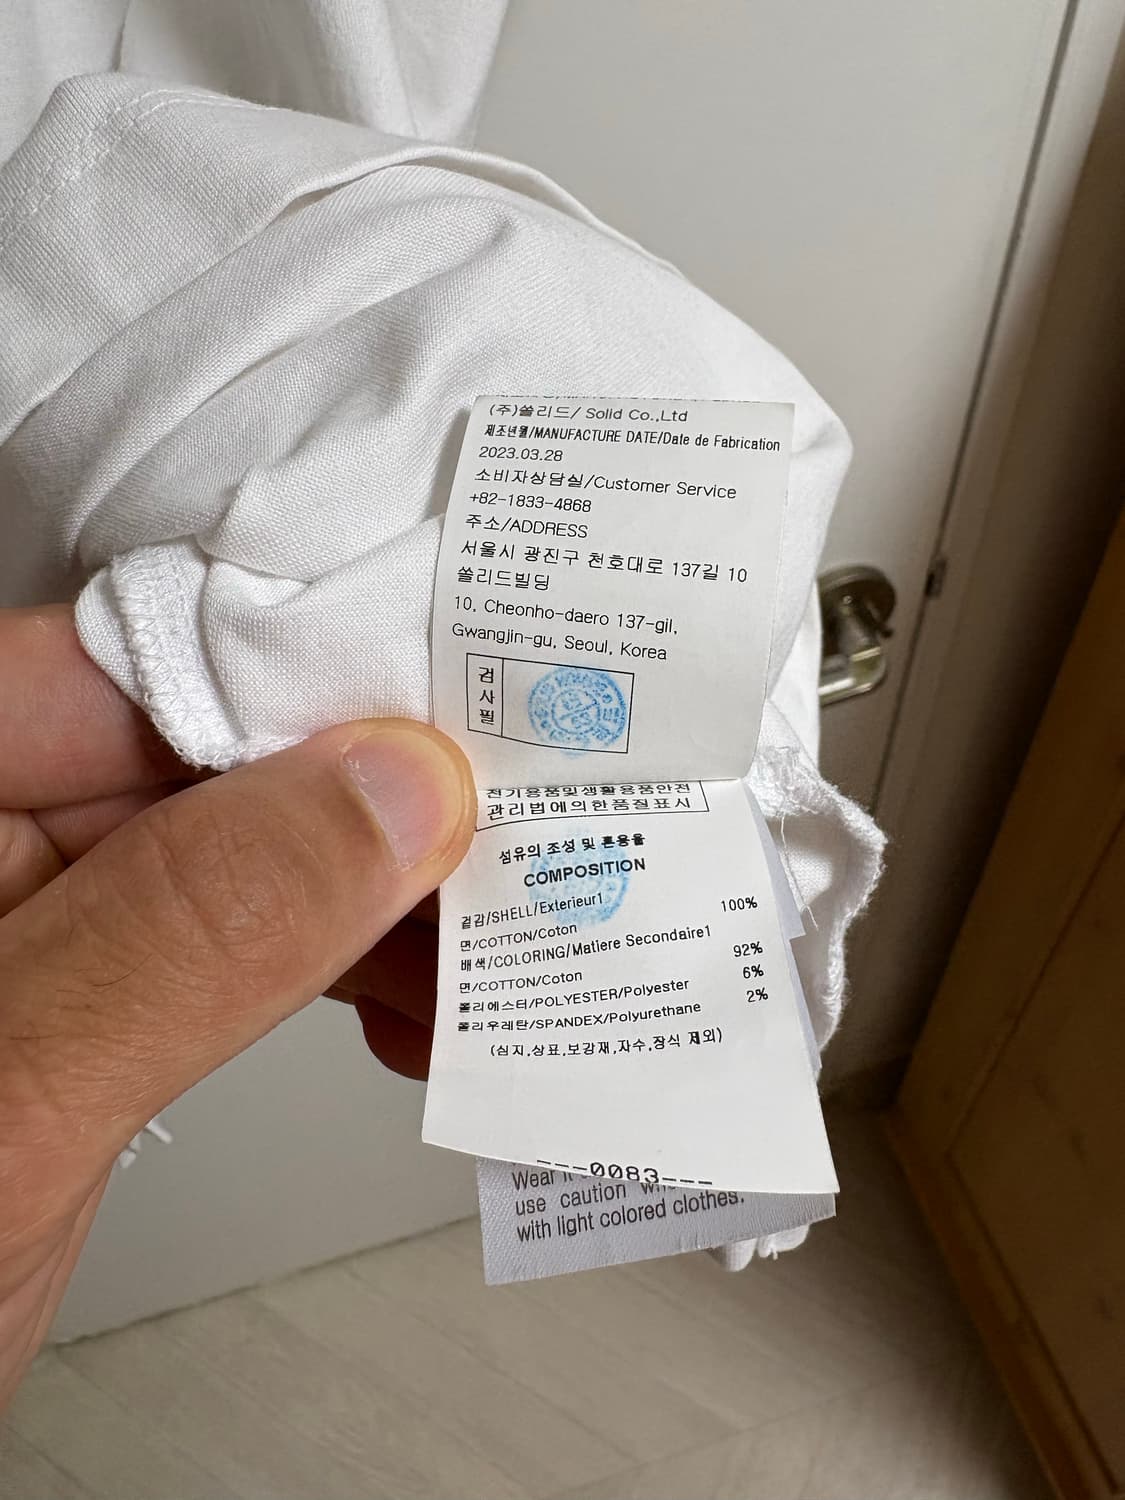 (주)쏠리드/ Solid Co.,Ltd
제조년월/MANUFACTURE DATE/Date de Fabrication
2023.03.28
소비자상담실/Customer Service
+82-1833-4868
주소/ADDRESS
서울시 광진구 천호대로 137길 10
쏠리드빌딩
10, Cheonho-daero 137-gil,
Gwangjin-gu, Seoul, Korea
검사필
전기용품및생활용품안전
관리법에의한품질표시
섬유의 조성 및 혼용율
COMPOSITION
겉감/SHELL/Exterieur1
면/COTTON/Coton 100%
배색/COLORING/Matiere Secondaire1
면/COTTON/Coton 92%
폴리에스터/POLYESTER/Polyester 6%
폴리우레탄/SPANDEX/Polyurethane 2%
(심지,상표,보강재,자수,장식 제외)
---0083---
Wear it
use caution
with light colored clothes.